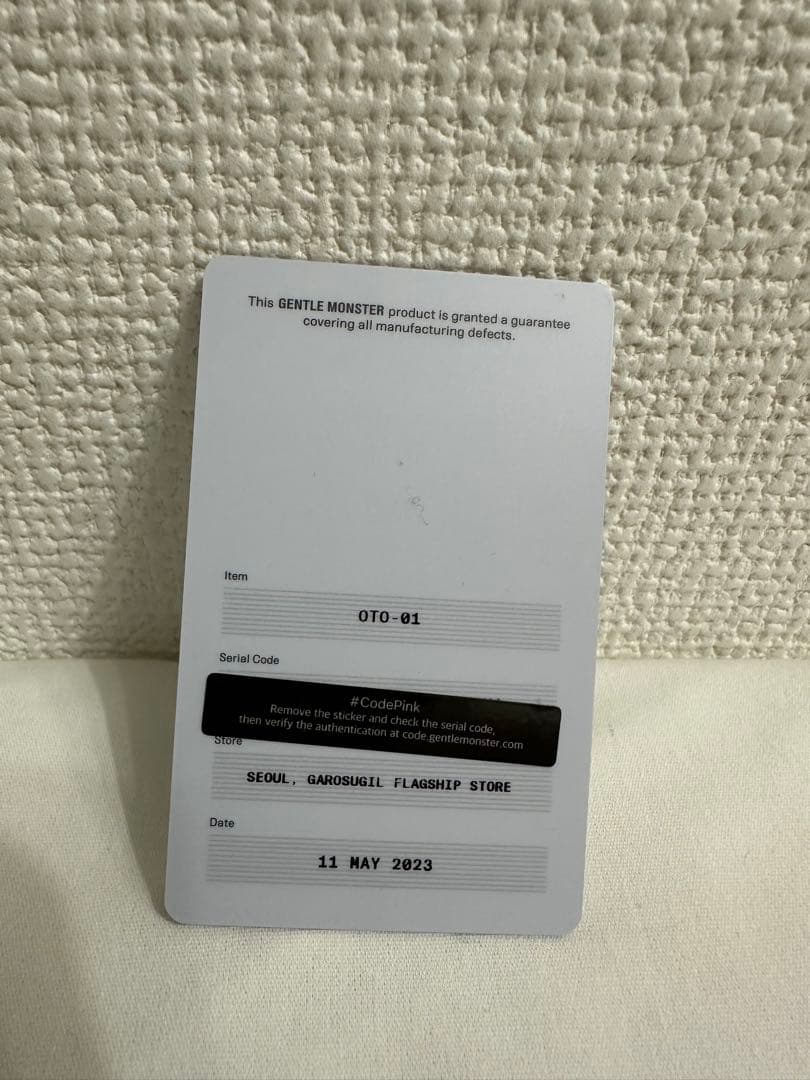 This GENTLE MONSTER product is granted a guarantee
covering all manufacturing defects.
Item
OTO-01
Serial Code
#CodePink
Remove the sticker and check the serial code,
then verify the authentication at code.gentlemonster.com
Store
SEOUL, GAROSUGIL FLAGSHIP STORE
Date
11 MAY 2023